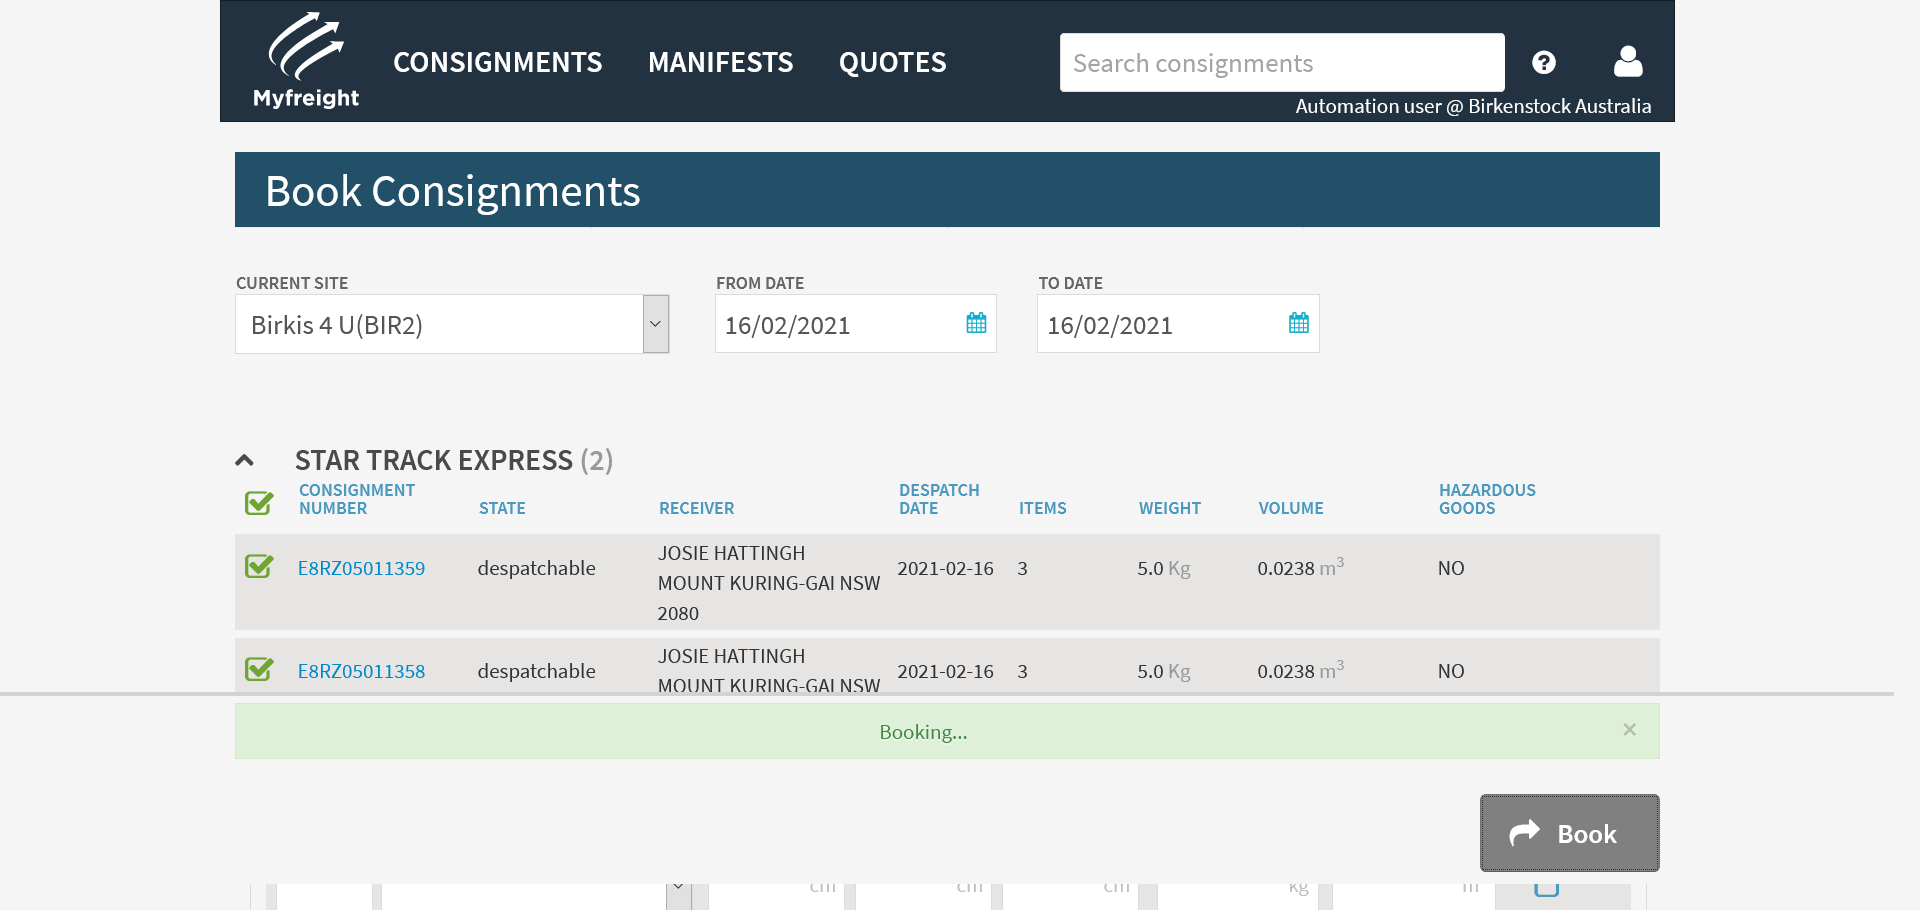 Myfreight
CONSIGNMENTS MANIFESTS QUOTES
Search consignments
Automation user @ Birkenstock Australia
Book Consignments
CURRENT SITE FROM DATE TO DATE
Birkis 4 U(BIR2) 16/02/2021 16/02/2021
STAR TRACK EXPRESS (2)
CONSIGNMENT NUMBER STATE RECEIVER DESPATCH DATE ITEMS WEIGHT VOLUME HAZARDOUS GOODS
E8RZ05011359 despatchable JOSIE HATTINGH 2021-02-16 3 5.0 Kg 0.0238 m³ NO
MOUNT KURING-GAI NSW
2080
E8RZ05011358 despatchable JOSIE HATTINGH 2021-02-16 3 5.0 Kg 0.0238 m³ NO
MOUNT KURING-GAI NSW
Booking... ×
Book
cm cm cm kg m